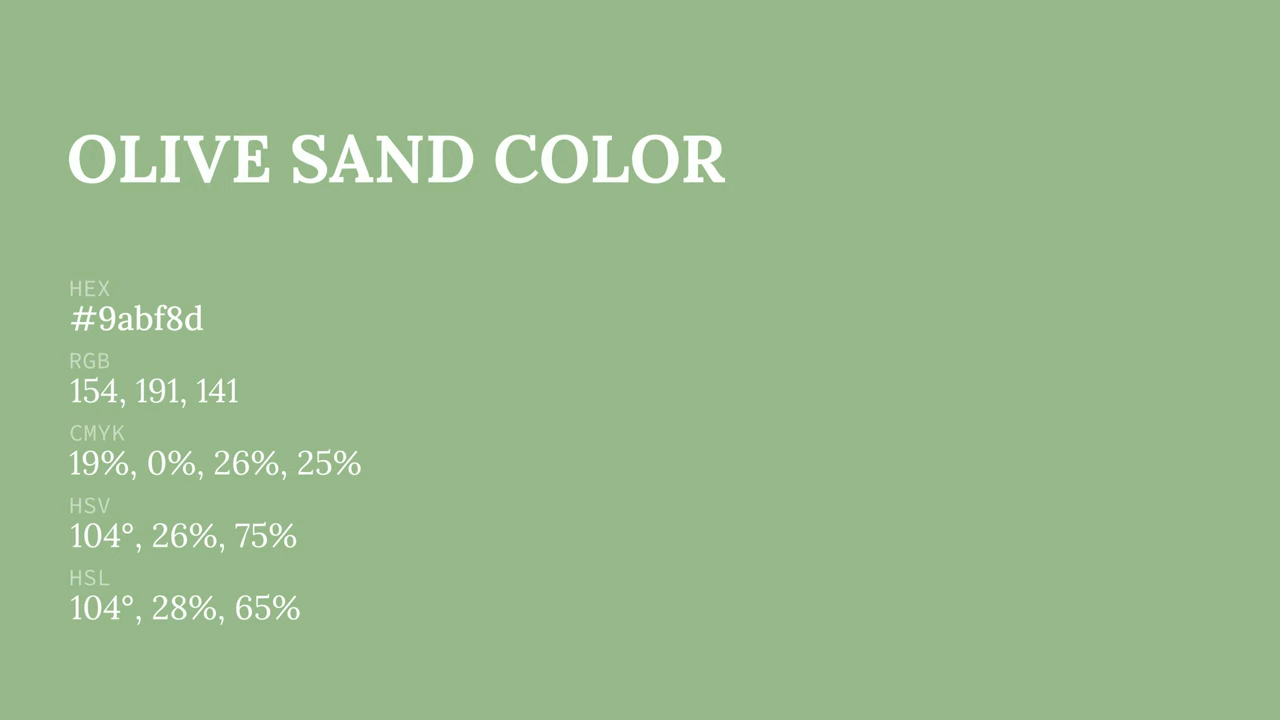 OLIVE SAND COLOR
HEX
#9abf8d
RGB
154, 191, 141
CMYK
19%, 0%, 26%, 25%
HSV
104°, 26%, 75%
HSL
104°, 28%, 65%